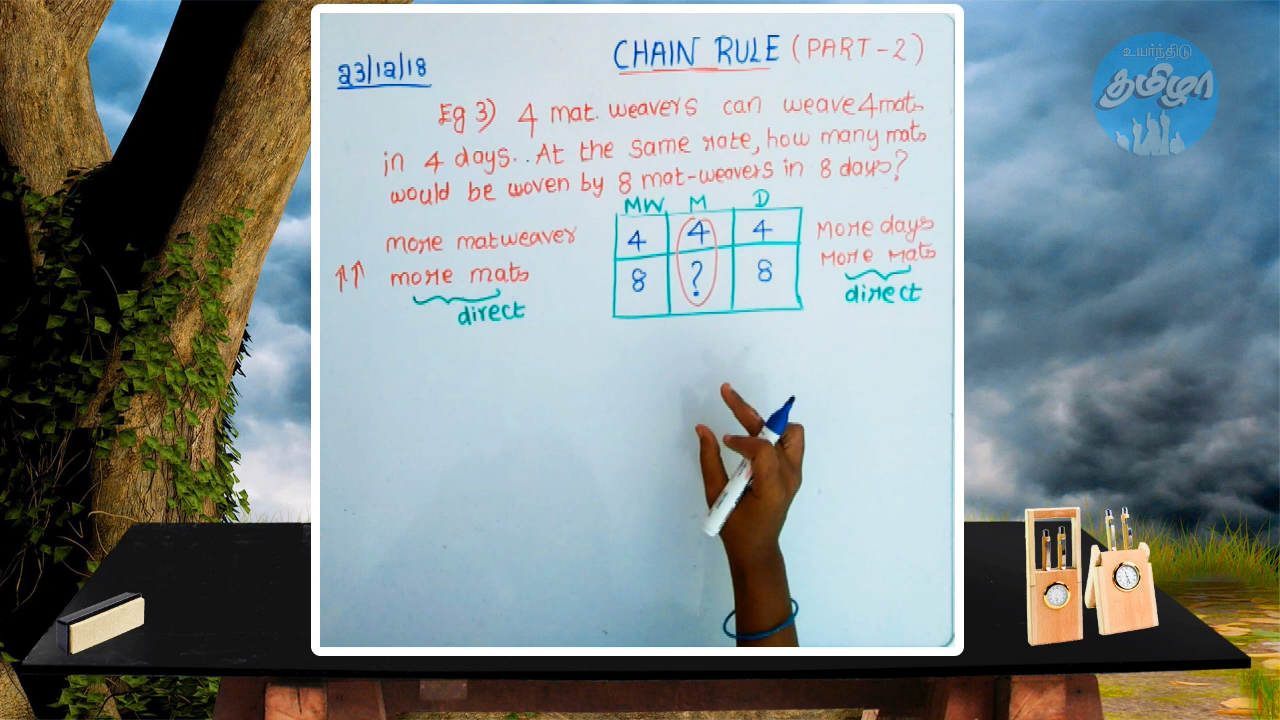 உயர்ந்திடு
தமிழா
23/12/18
CHAIN RULE (PART-2)
Eg 3) 4 mat. weavers can weave 4 mats
in 4 days.. At the same rate, how many mats
would be woven by 8 mat-weavers in 8 days?
MW M D
4 4 4
8 ? 8
more matweaver
↑↑ more mats
direct
More days
More Mats
direct